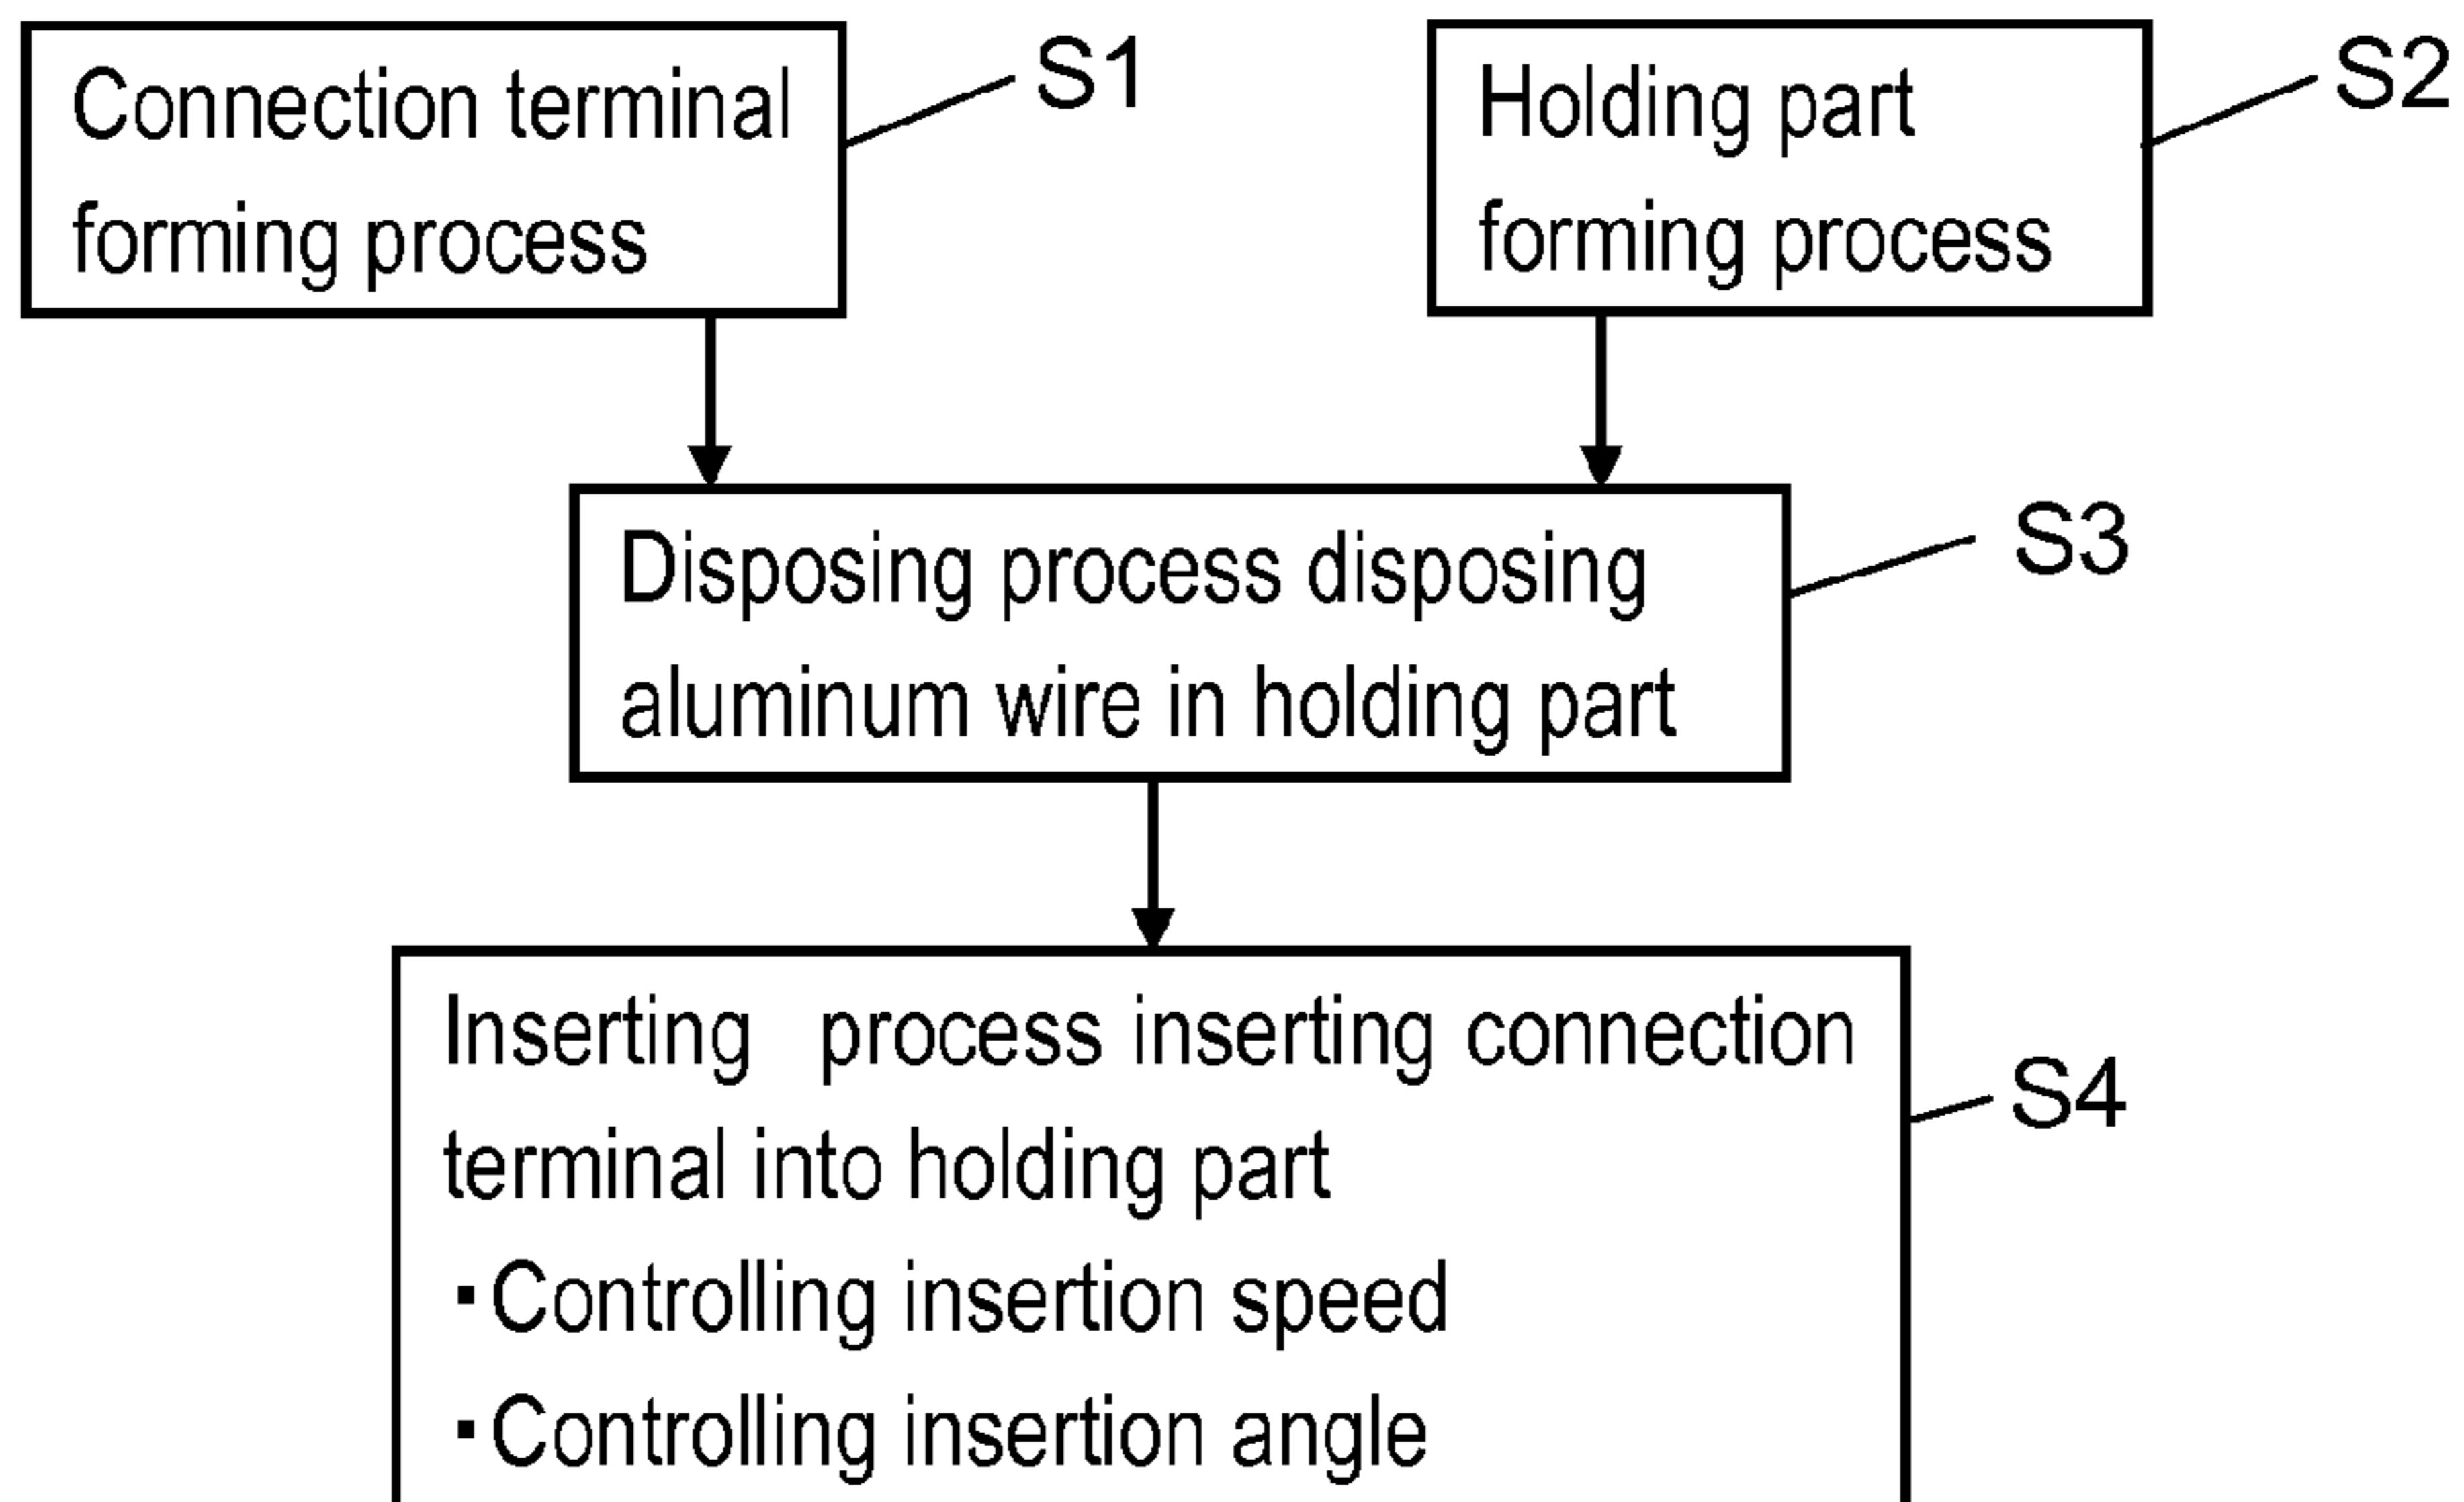 Connection terminal
forming process
S1
Holding part
forming process
S2
Disposing process disposing
aluminum wire in holding part
S3
Inserting process inserting connection
terminal into holding part
・Controlling insertion speed
・Controlling insertion angle
S4